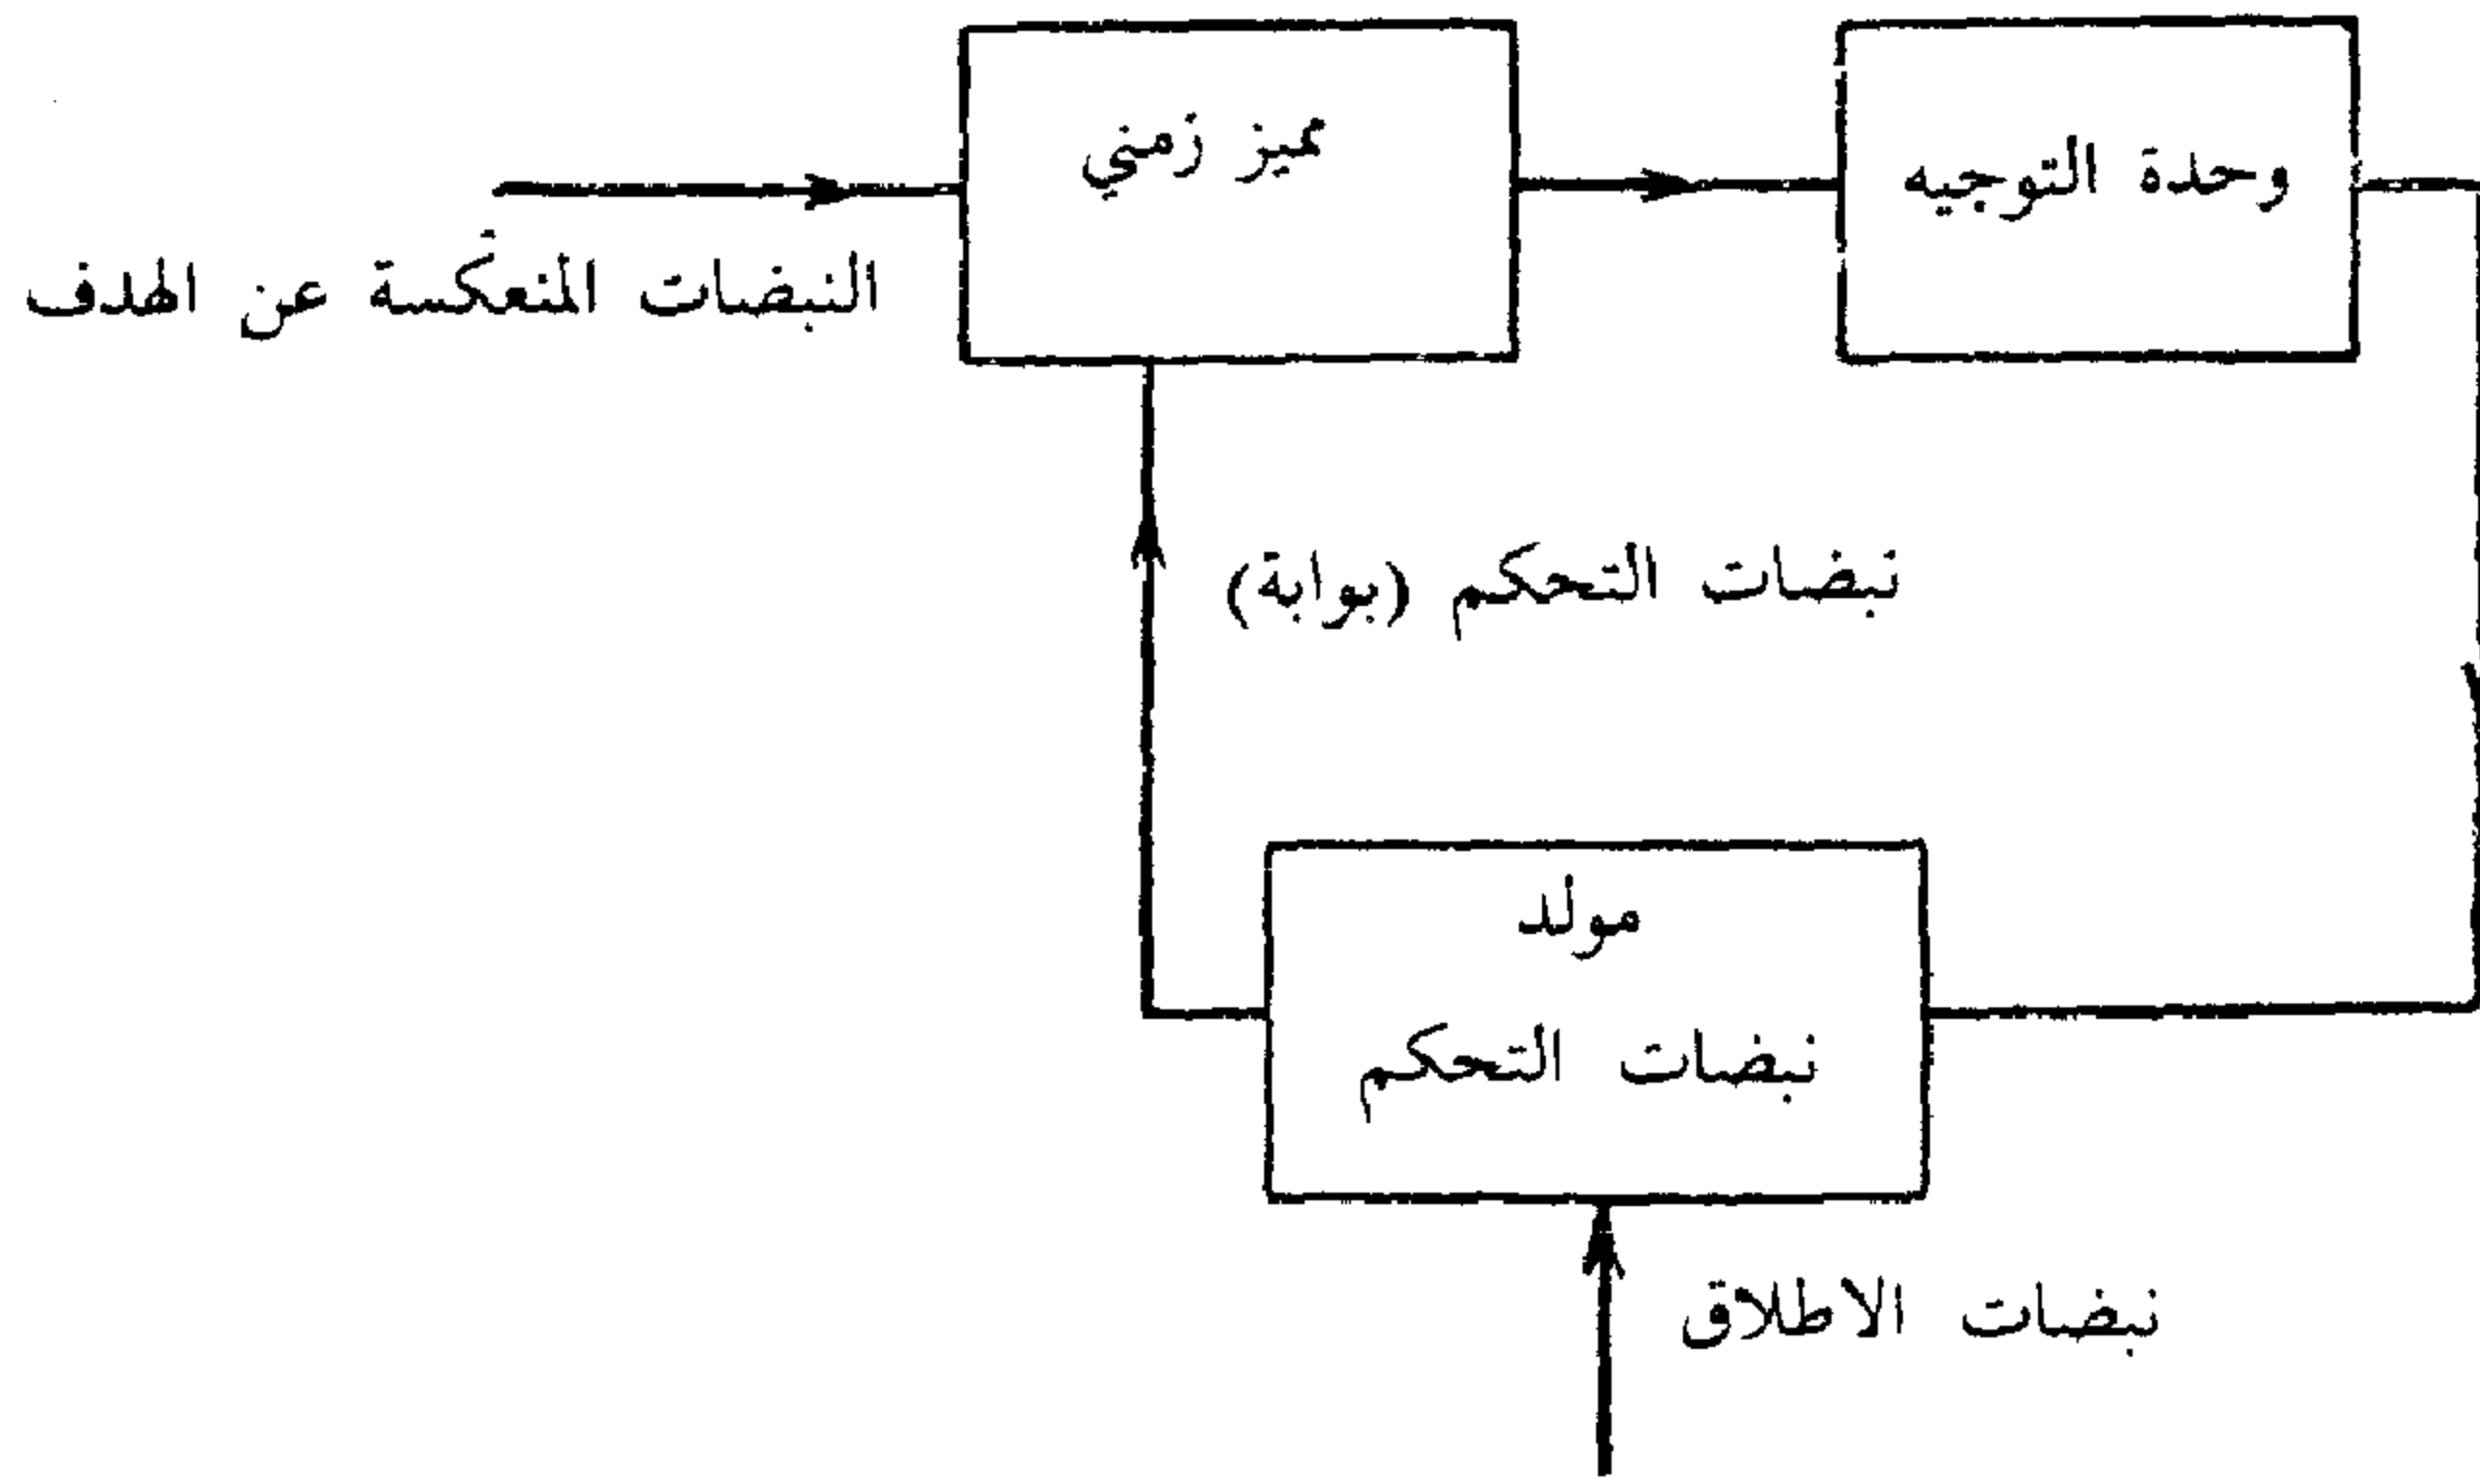 مميز زمني
وحدة التوجيه
النبضات المنعكسة عن الهدف
نبضات التحكم (بوابة)
مولد
نبضات التحكم
نبضات الاطلاق